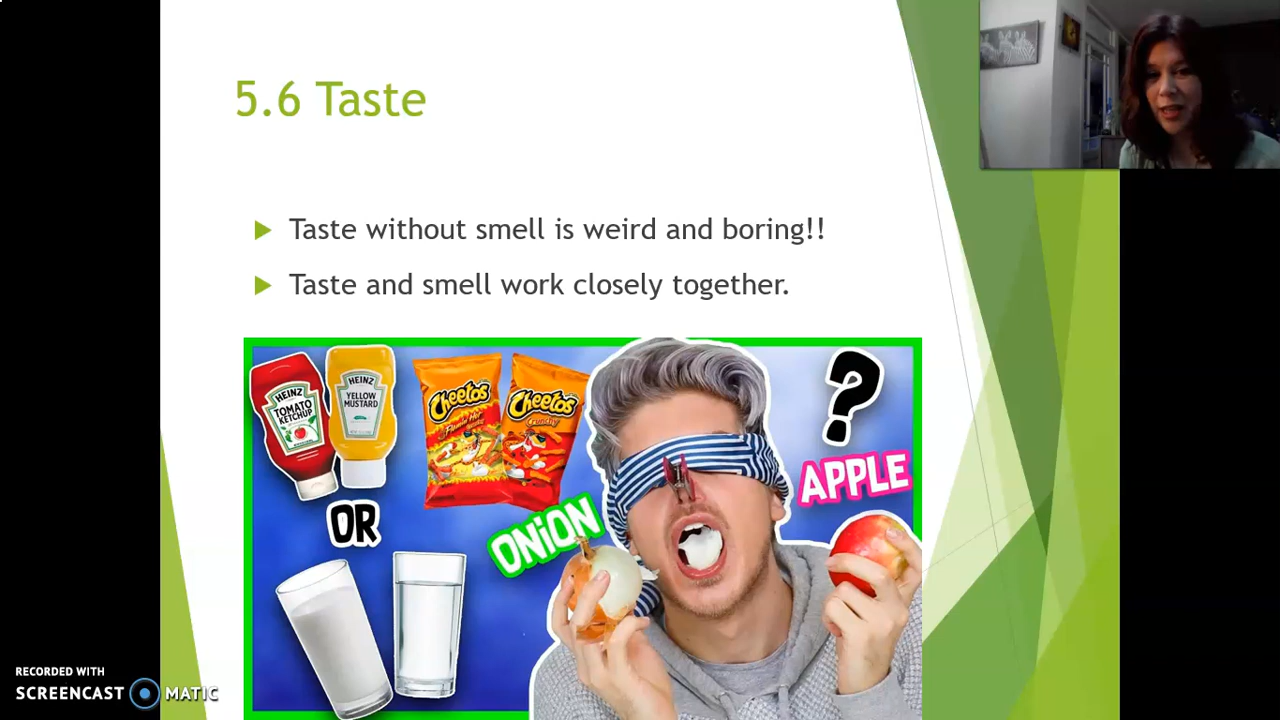 5.6 Taste
Taste without smell is weird and boring!!
Taste and smell work closely together.
HEINZ
TOMATO
KETCHUP
HEINZ
YELLOW
MUSTARD
Cheetos
Flamin' Hot
Cheetos
Crunchy
OR
ONiON
?
APPLE
RECORDED WITH
SCREENCAST MATIC